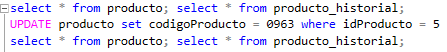 select * from producto; select * from producto_historial;
UPDATE producto set codigoProducto = 0963 where idProducto = 5
select * from producto; select * from producto_historial;